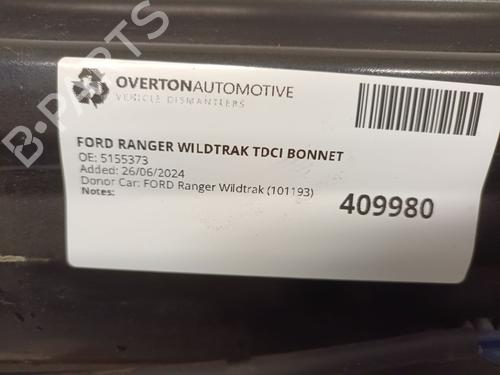 OVERTONAUTOMOTIVE
VEHICLE DISMANTLERS
FORD RANGER WILDTRAK TDCI BONNET
OE: 5155373
Added: 26/06/2024
Donor Car: FORD Ranger Wildtrak (101193)
Notes:
409980
B-PARTS